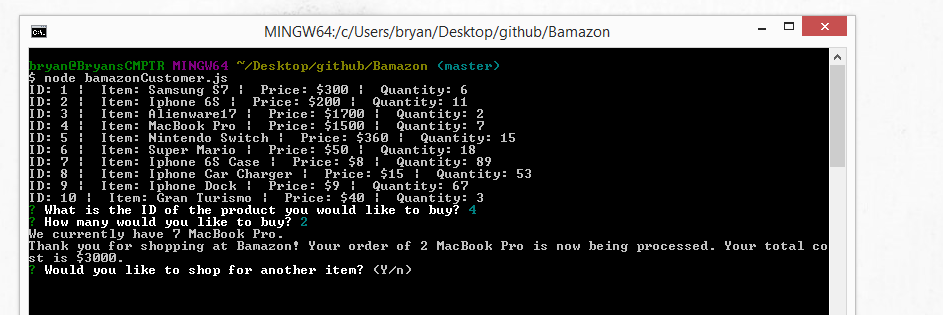 MINGW64:/c/Users/bryan/Desktop/github/Bamazon
bryan@BryansCMPTR MINGW64 ~/Desktop/github/Bamazon (master)
$ node bamazonCustomer.js
ID: 1 | Item: Samsung S7 | Price: $300 | Quantity: 6
ID: 2 | Item: Iphone 6S | Price: $200 | Quantity: 11
ID: 3 | Item: Alienware17 | Price: $1700 | Quantity: 2
ID: 4 | Item: MacBook Pro | Price: $1500 | Quantity: 7
ID: 5 | Item: Nintendo Switch | Price: $360 | Quantity: 15
ID: 6 | Item: Super Mario | Price: $50 | Quantity: 18
ID: 7 | Item: Iphone 6S Case | Price: $8 | Quantity: 89
ID: 8 | Item: Iphone Car Charger | Price: $15 | Quantity: 53
ID: 9 | Item: Iphone Dock | Price: $9 | Quantity: 67
ID: 10 | Item: Gran Turismo | Price: $40 | Quantity: 3
? What is the ID of the product you would like to buy? 4
? How many would you like to buy? 2
We currently have 7 MacBook Pro.
Thank you for shopping at Bamazon! Your order of 2 MacBook Pro is now being processed. Your total co
st is $3000.
? Would you like to shop for another item? (Y/n)